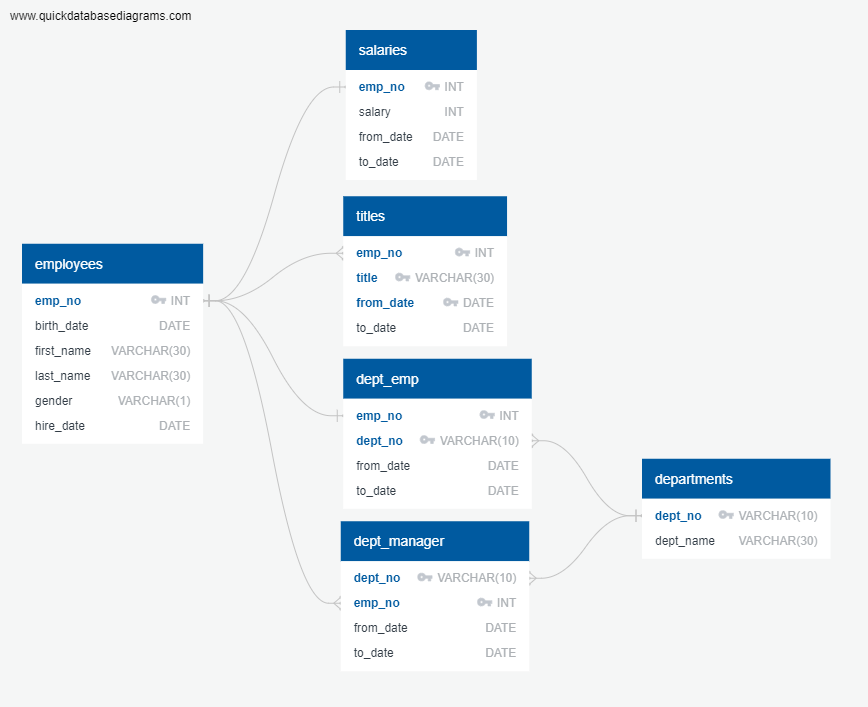 www.quickdatabasediagrams.com
salaries
emp_no INT
salary INT
from_date DATE
to_date DATE
titles
emp_no INT
title VARCHAR(30)
from_date DATE
to_date DATE
employees
emp_no INT
birth_date DATE
first_name VARCHAR(30)
last_name VARCHAR(30)
gender VARCHAR(1)
hire_date DATE
dept_emp
emp_no INT
dept_no VARCHAR(10)
from_date DATE
to_date DATE
departments
dept_no VARCHAR(10)
dept_name VARCHAR(30)
dept_manager
dept_no VARCHAR(10)
emp_no INT
from_date DATE
to_date DATE